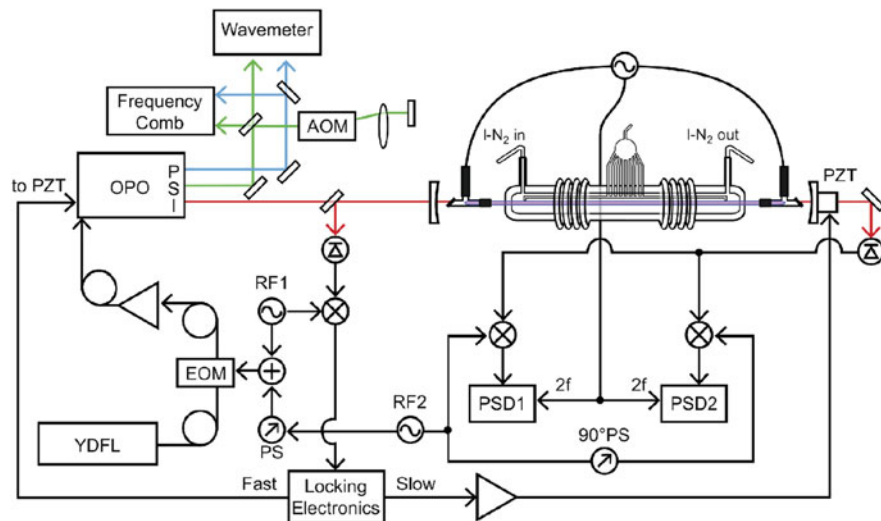 Wavemeter
Frequency
Comb
AOM
l-N2 in
l-N2 out
to PZT
OPO
P
S
I
PZT
RF1
EOM
2f
2f
PSD1
PSD2
RF2
90°PS
YDFL
PS
Fast
Locking
Electronics
Slow